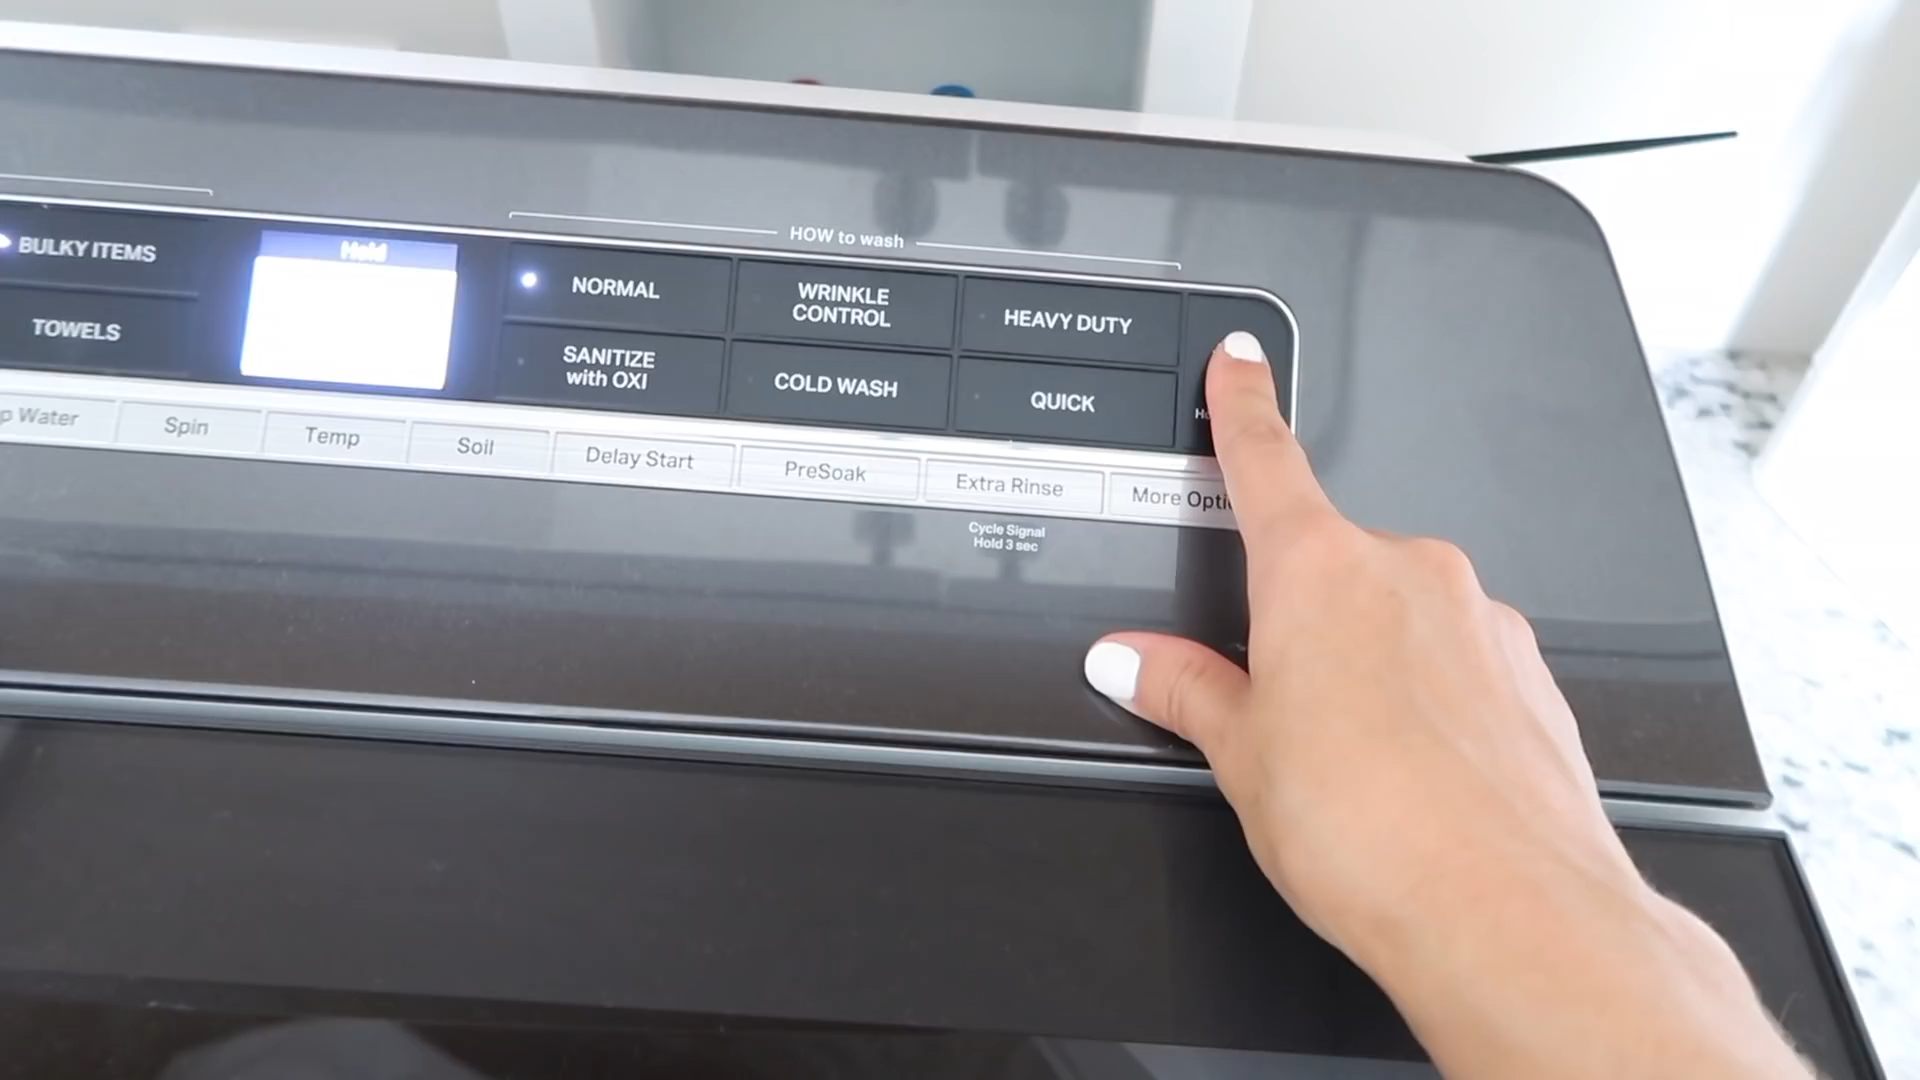 HOW to wash
BULKY ITEMS
TOWELS
Hold
NORMAL
WRINKLE
CONTROL
HEAVY DUTY
SANITIZE
with OXI
COLD WASH
QUICK
Water
Spin
Temp
Soil
Delay Start
PreSoak
Extra Rinse
More
Cycle Signal
Hold 3 sec